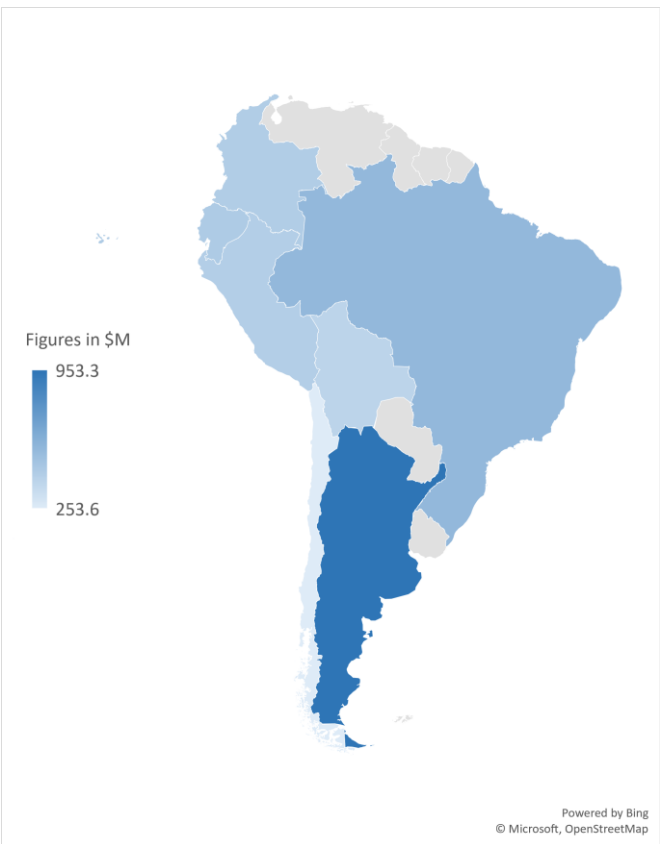 Figures in $M
953.3
253.6
Powered by Bing
© Microsoft, OpenStreetMap